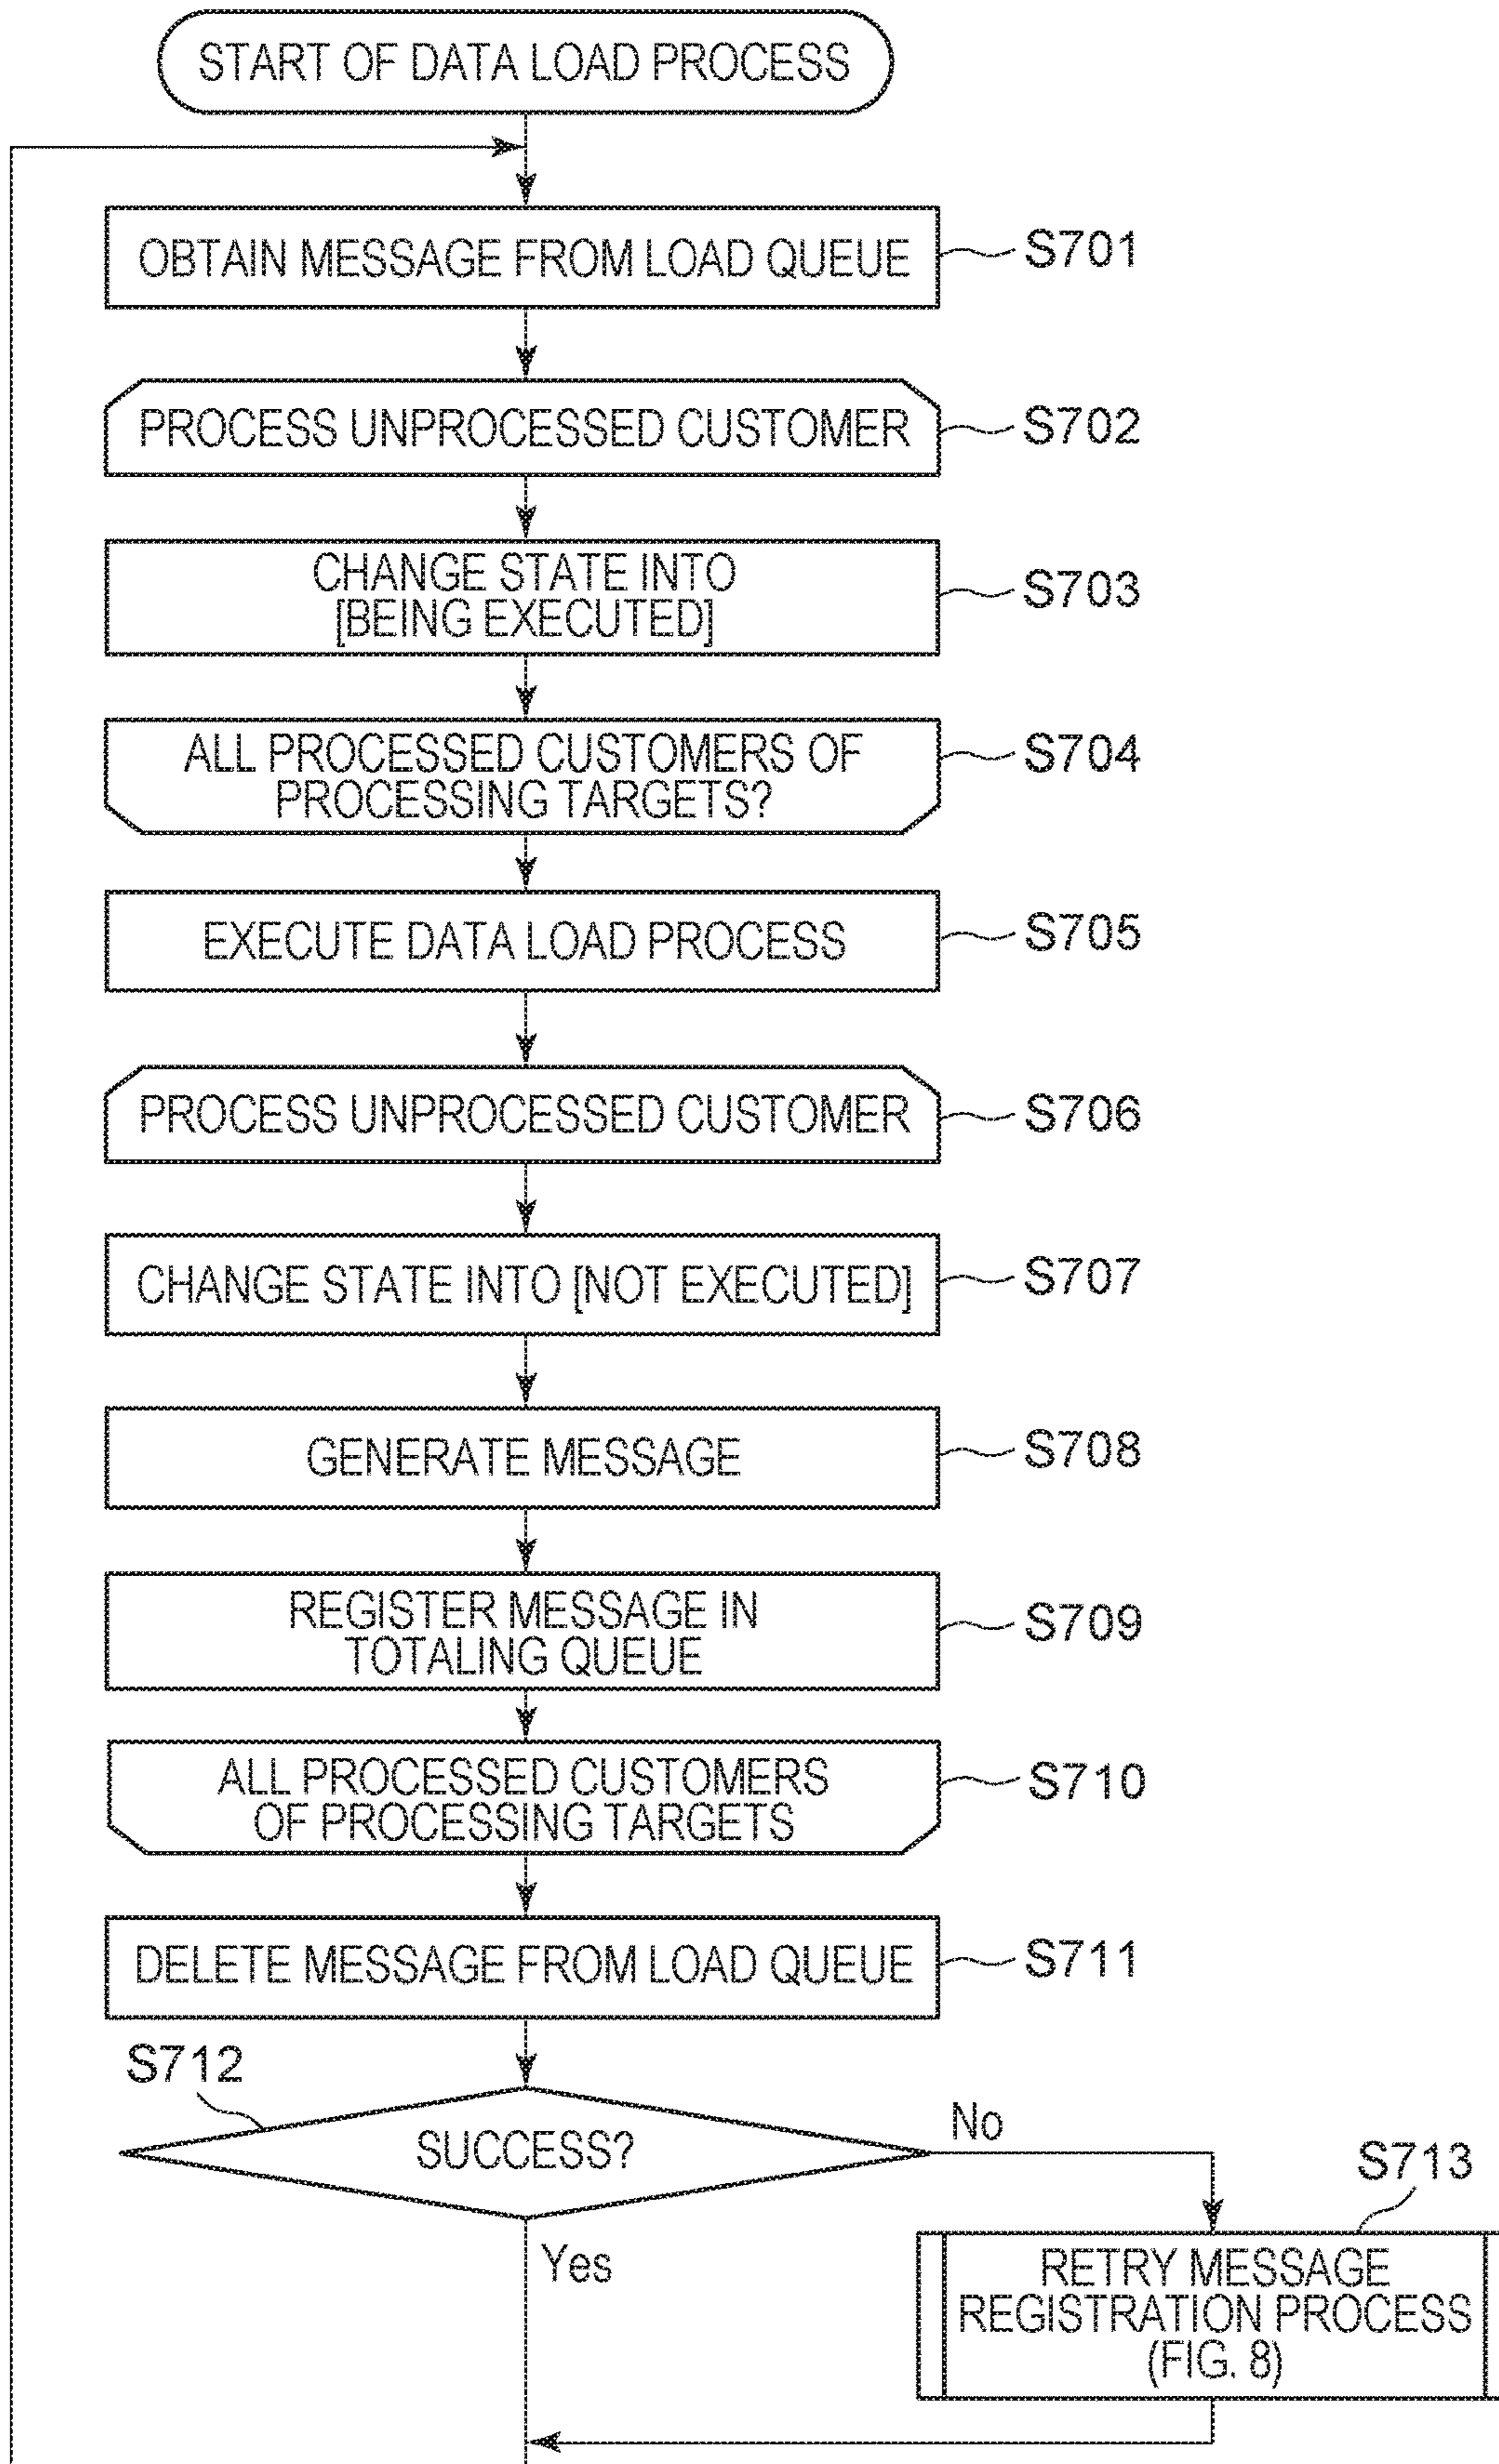 START OF DATA LOAD PROCESS
OBTAIN MESSAGE FROM LOAD QUEUE
S701
PROCESS UNPROCESSED CUSTOMER
S702
CHANGE STATE INTO
[BEING EXECUTED]
S703
ALL PROCESSED CUSTOMERS OF
PROCESSING TARGETS?
S704
EXECUTE DATA LOAD PROCESS
S705
PROCESS UNPROCESSED CUSTOMER
S706
CHANGE STATE INTO [NOT EXECUTED]
S707
GENERATE MESSAGE
S708
REGISTER MESSAGE IN
TOTALING QUEUE
S709
ALL PROCESSED CUSTOMERS
OF PROCESSING TARGETS
S710
DELETE MESSAGE FROM LOAD QUEUE
S711
S712
SUCCESS?
No
Yes
S713
RETRY MESSAGE
REGISTRATION PROCESS
(FIG. 8)